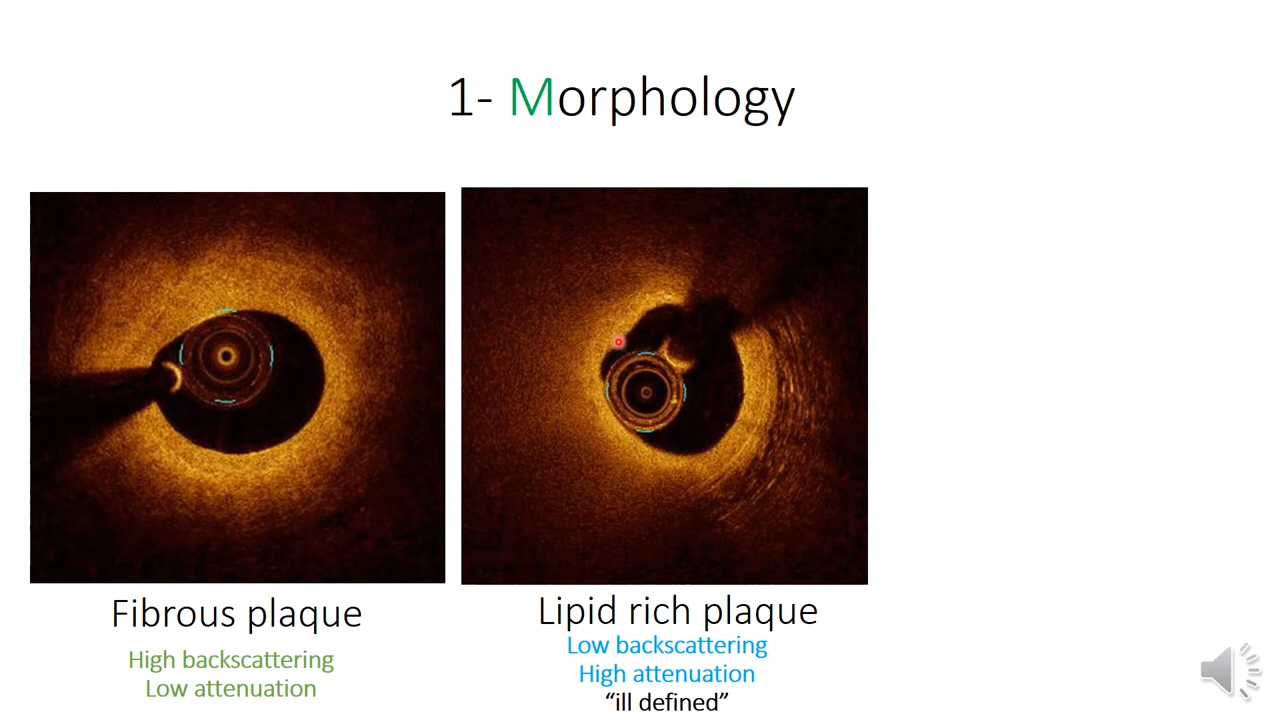 1- Morphology
Fibrous plaque
High backscattering
Low attenuation
Lipid rich plaque
Low backscattering
High attenuation
“ill defined”